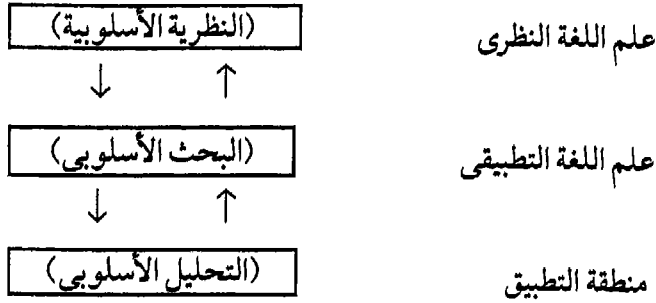 علم اللغة النظرى (النظرية الأسلوبية)
علم اللغة التطبيقى (البحث الأسلوبى)
منطقة التطبيق (التحليل الأسلوبى)